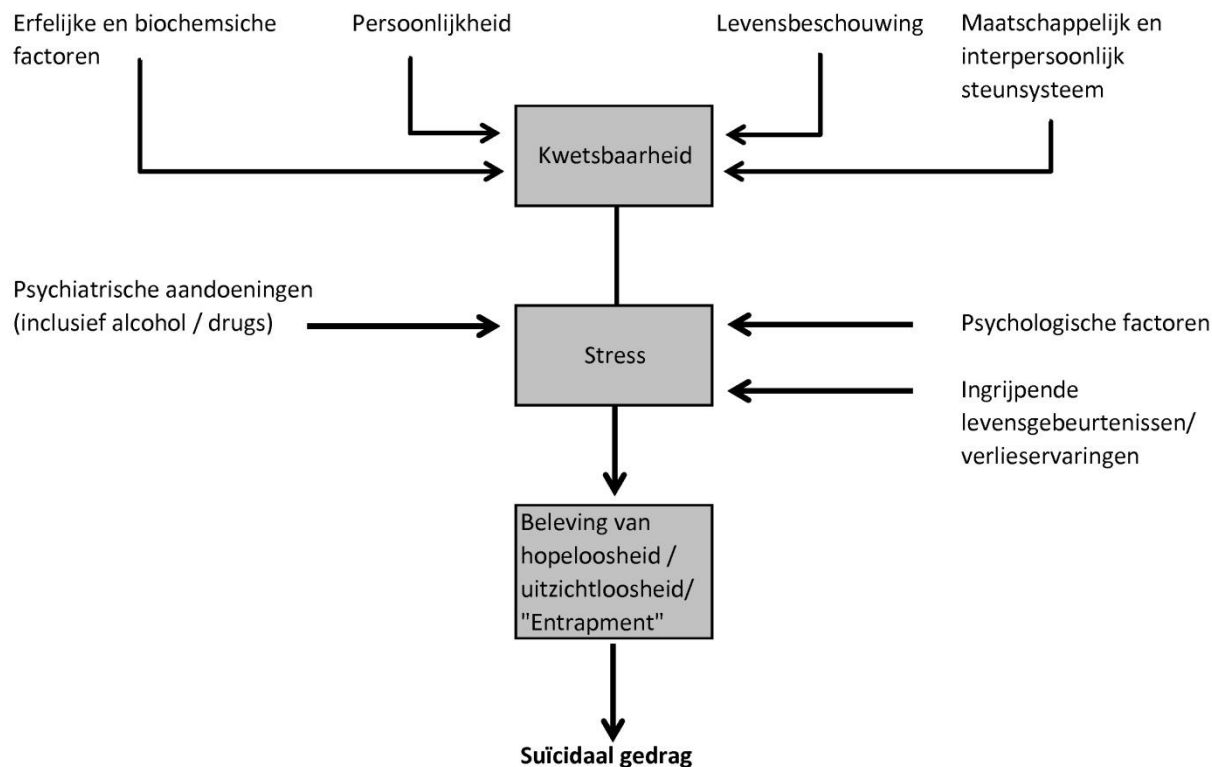 Erfelijke en biochemsiche
factoren
Persoonlijkheid
Levensbeschouwing
Maatschappelijk en
interpersoonlijk
steunsysteem
Kwetsbaarheid
Psychiatrische aandoeningen
(inclusief alcohol / drugs)
Stress
Psychologische factoren
Ingrijpende
levensgebeurtenissen/
verlieservaringen
Beleving van
hopeloosheid /
uitzichtloosheid/
"Entrapment"
Suïcidaal gedrag